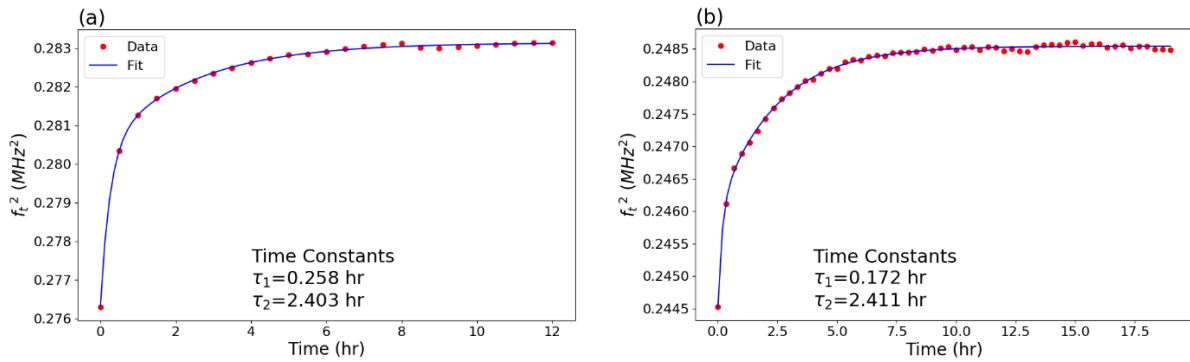 (a)
0.283
0.282
0.281
0.280
0.279
0.278
0.277
0.276
f_t^2 (MHz^2)
Data
Fit
Time Constants
τ_1=0.258 hr
τ_2=2.403 hr
0 2 4 6 8 10 12
Time (hr)
(b)
0.2485
0.2480
0.2475
0.2470
0.2465
0.2460
0.2455
0.2450
0.2445
f_t^2 (MHz^2)
Data
Fit
Time Constants
τ_1=0.172 hr
τ_2=2.411 hr
0.0 2.5 5.0 7.5 10.0 12.5 15.0 17.5
Time (hr)